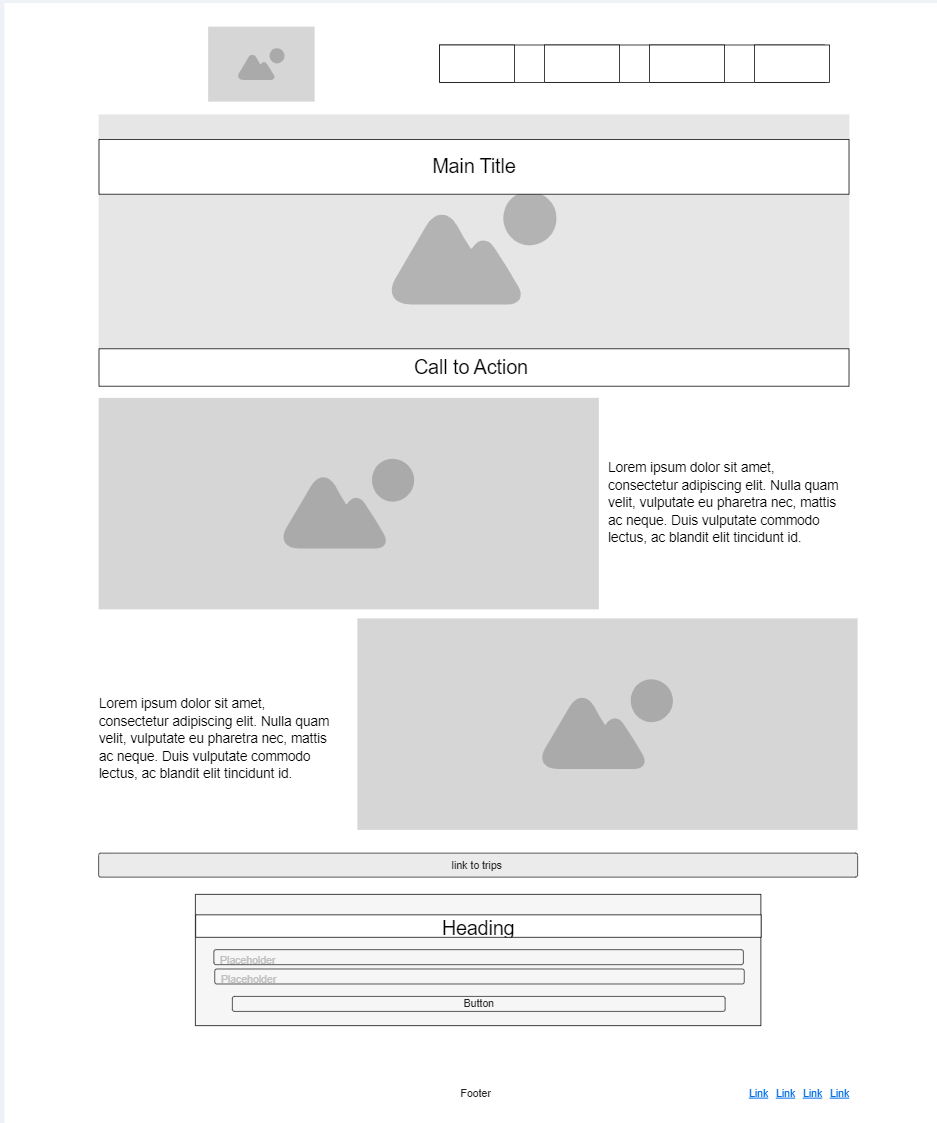 Main Title
Call to Action
Lorem ipsum dolor sit amet,
consectetur adipiscing elit. Nulla quam
velit, vulputate eu pharetra nec, mattis
ac neque. Duis vulputate commodo
lectus, ac blandit elit tincidunt id.
Lorem ipsum dolor sit amet,
consectetur adipiscing elit. Nulla quam
velit, vulputate eu pharetra nec, mattis
ac neque. Duis vulputate commodo
lectus, ac blandit elit tincidunt id.
link to trips
Heading
Placeholder
Placeholder
Button
Footer Link Link Link Link